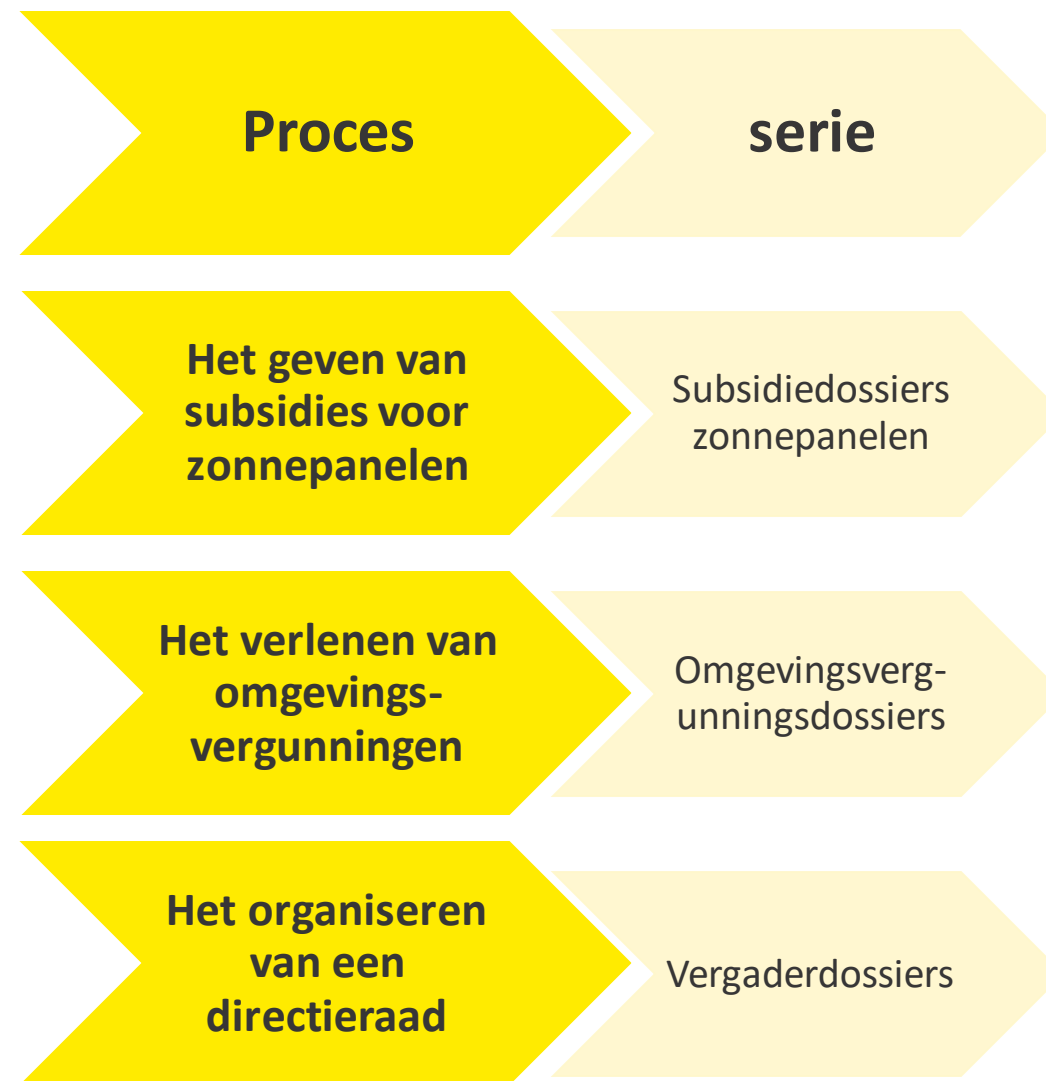 Proces
serie
Het geven van
subsidies voor
zonnepanelen
Subsidiedossiers
zonnepanelen
Het verlenen van
omgevings-
vergunningen
Omgevingsverg-
unningsdossiers
Het organiseren
van een
directieraad
Vergaderdossiers